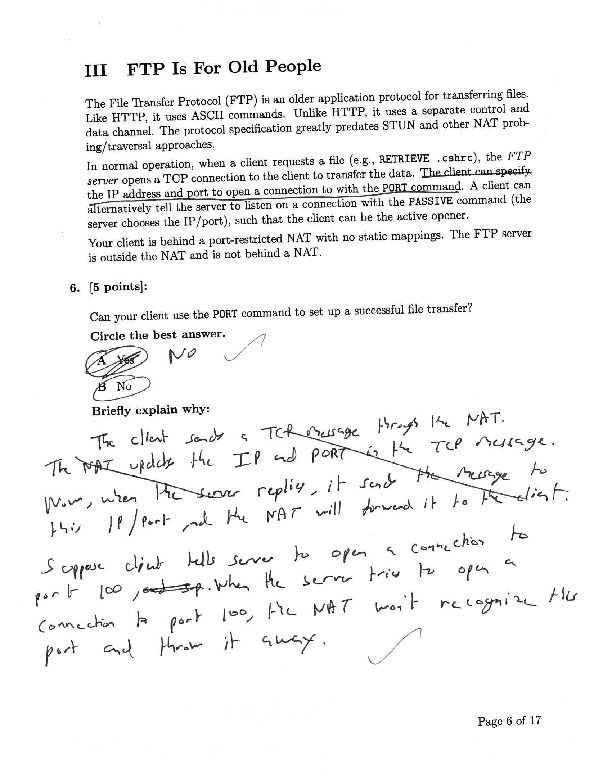 III FTP Is For Old People
The File Transfer Protocol (FTP) is an older application protocol for transferring files.
Like HTTP, it uses ASCII commands. Unlike HTTP, it uses a separate control and
data channel. The protocol specification greatly predates STUN and other NAT prob-
ing/traversal approaches.
In normal operation, when a client requests a file (e.g., RETRIEVE .cshrc), the FTP
server opens a TCP connection to the client to transfer the data. The client can specify
the IP address and port to open a connection to with the PORT command. A client can
alternatively tell the server to listen on a connection with the PASSIVE command (the
server chooses the IP/port), such that the client can be the active opener.
Your client is behind a port-restricted NAT with no static mappings. The FTP server
is outside the NAT and is not behind a NAT.
6. [5 points]:
Can your client use the PORT command to set up a successful file transfer?
Circle the best answer.
A Yes NO
B No
Briefly explain why:
The client sends a TCP message through the NAT.
The NAT updates the IP and PORT in the TCP message.
Now, when the server replies, it sends the message to
this IP/Port and the NAT will forward it to the client.
Suppose client tells server to open a connection to
port 100, When the server tries to open a
connection to port 100, the NAT won't recognize this
port and throw it away.
Page 6 of 17